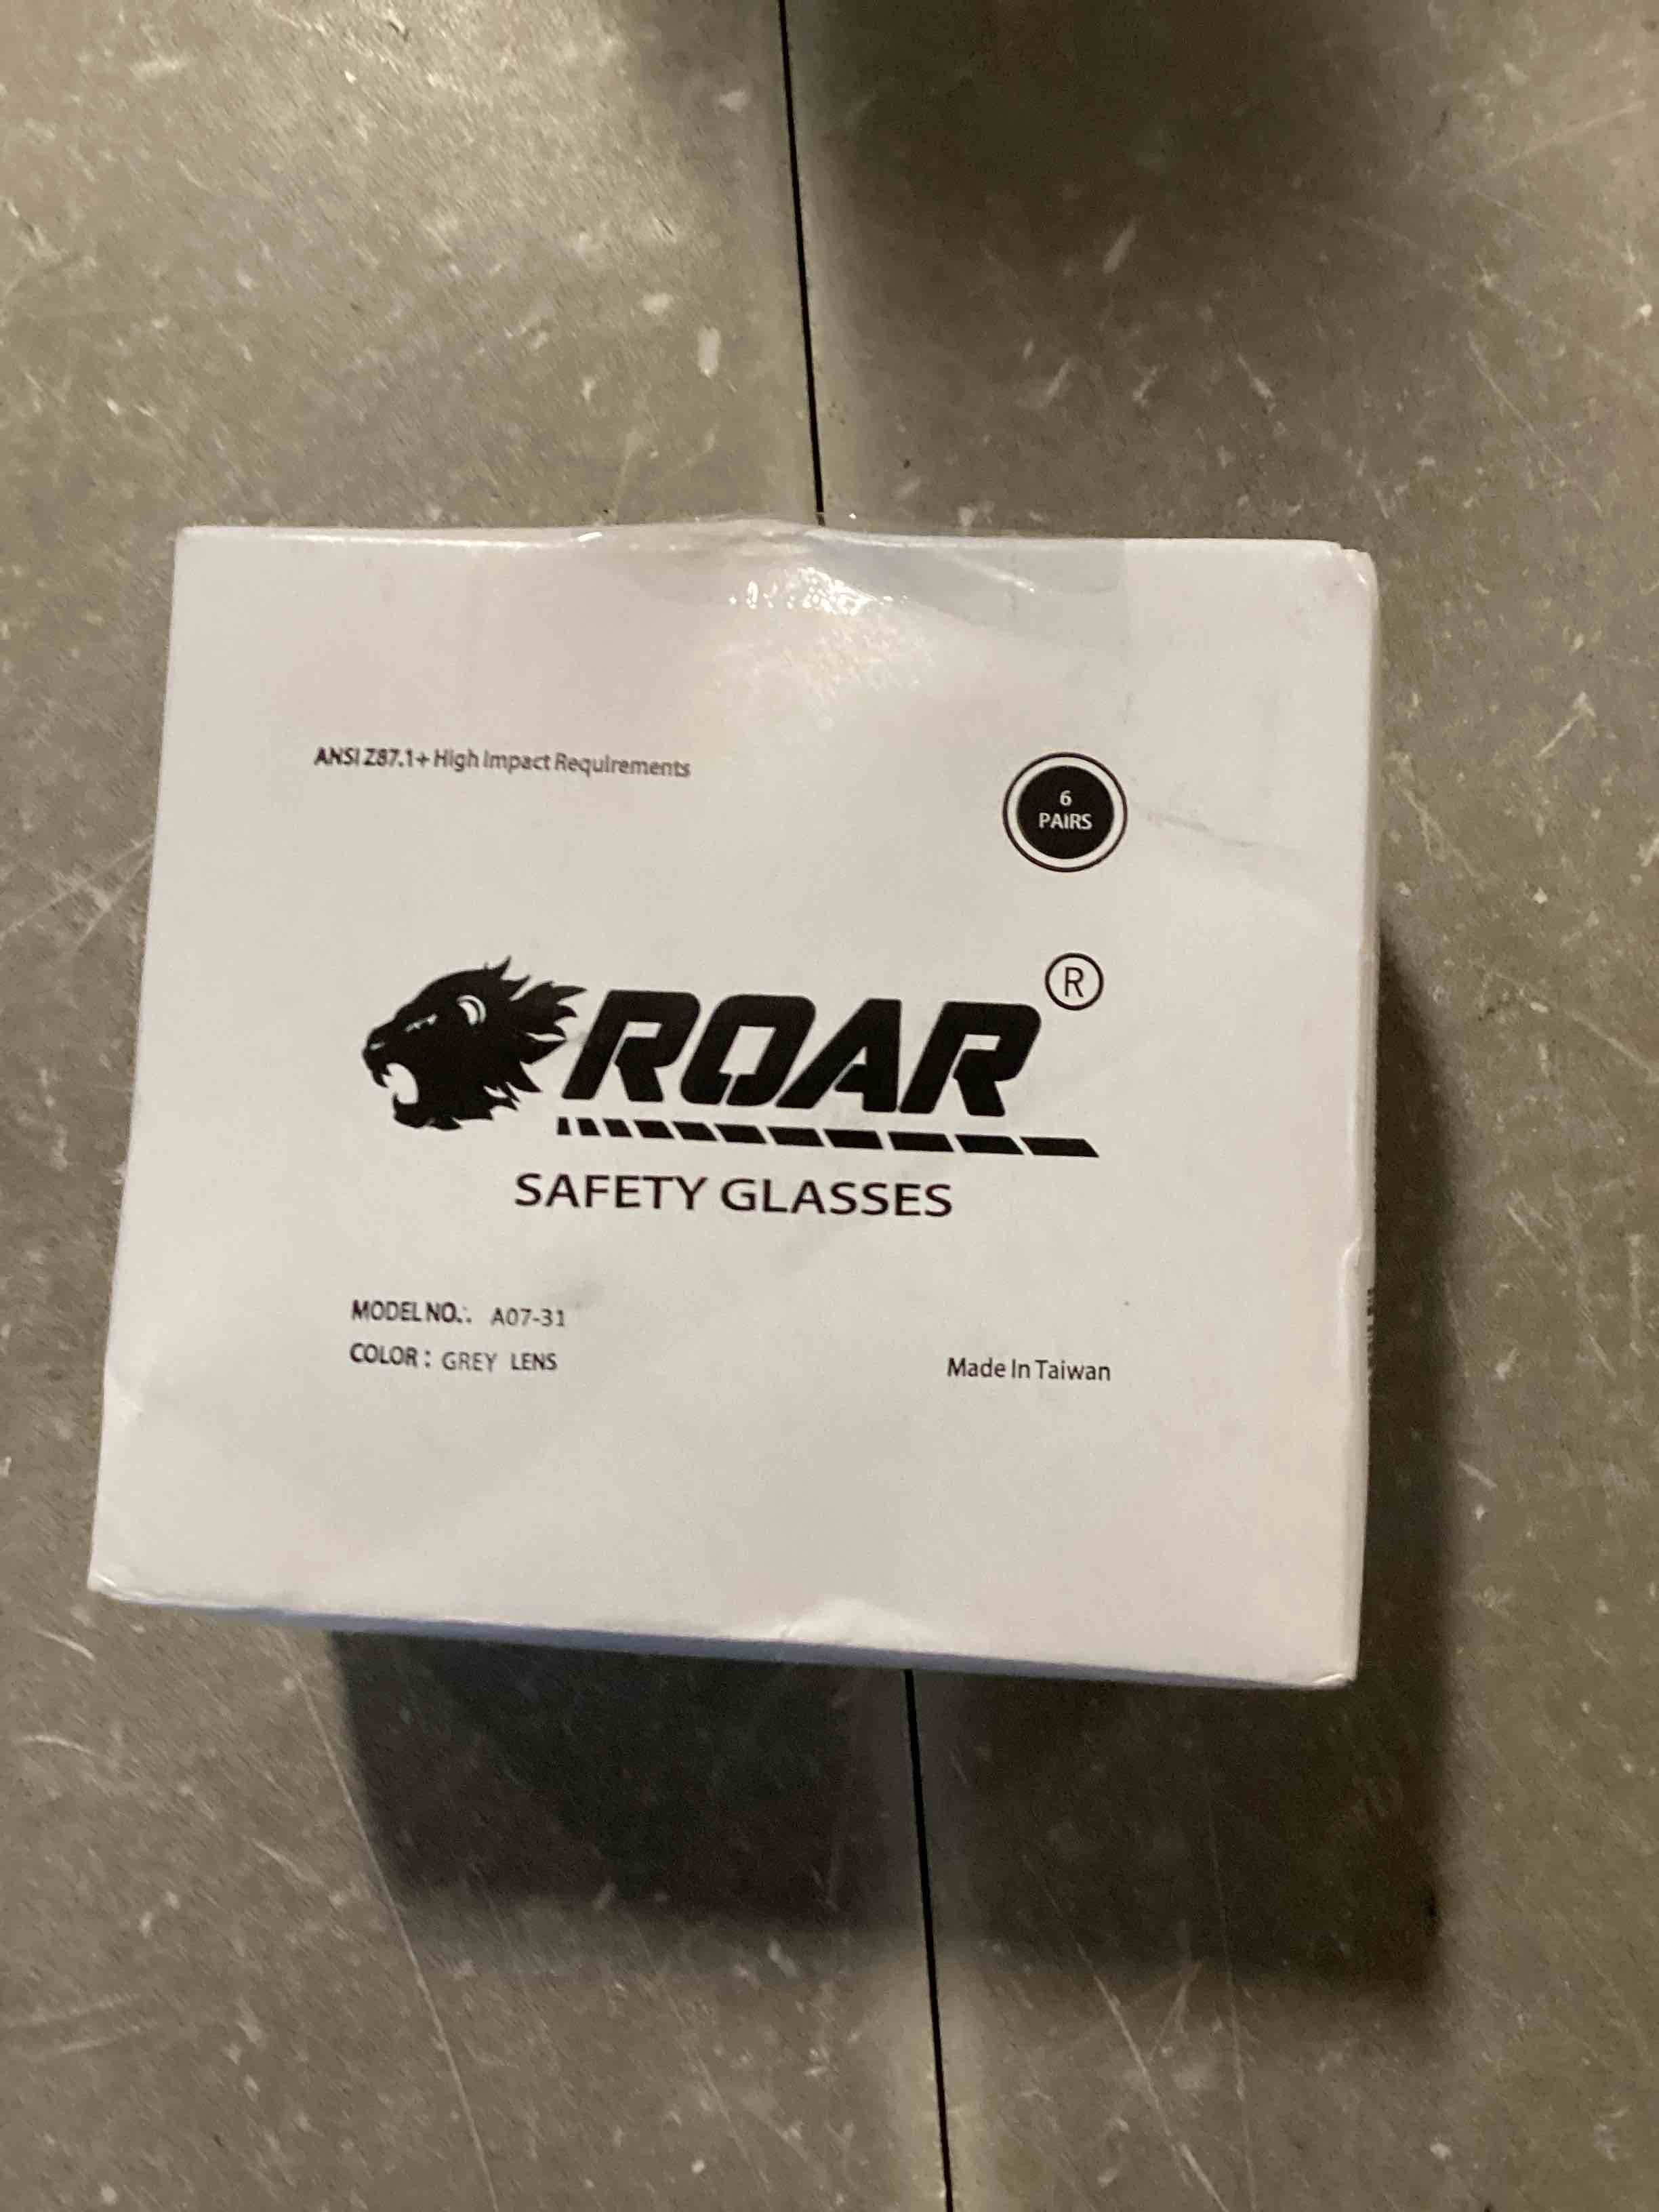 ANSI Z87.1+ High Impact Requirements
6
PAIRS
ROAR®
SAFETY GLASSES
MODEL NO.:. A07-31
COLOR : GREY LENS
Made In Taiwan